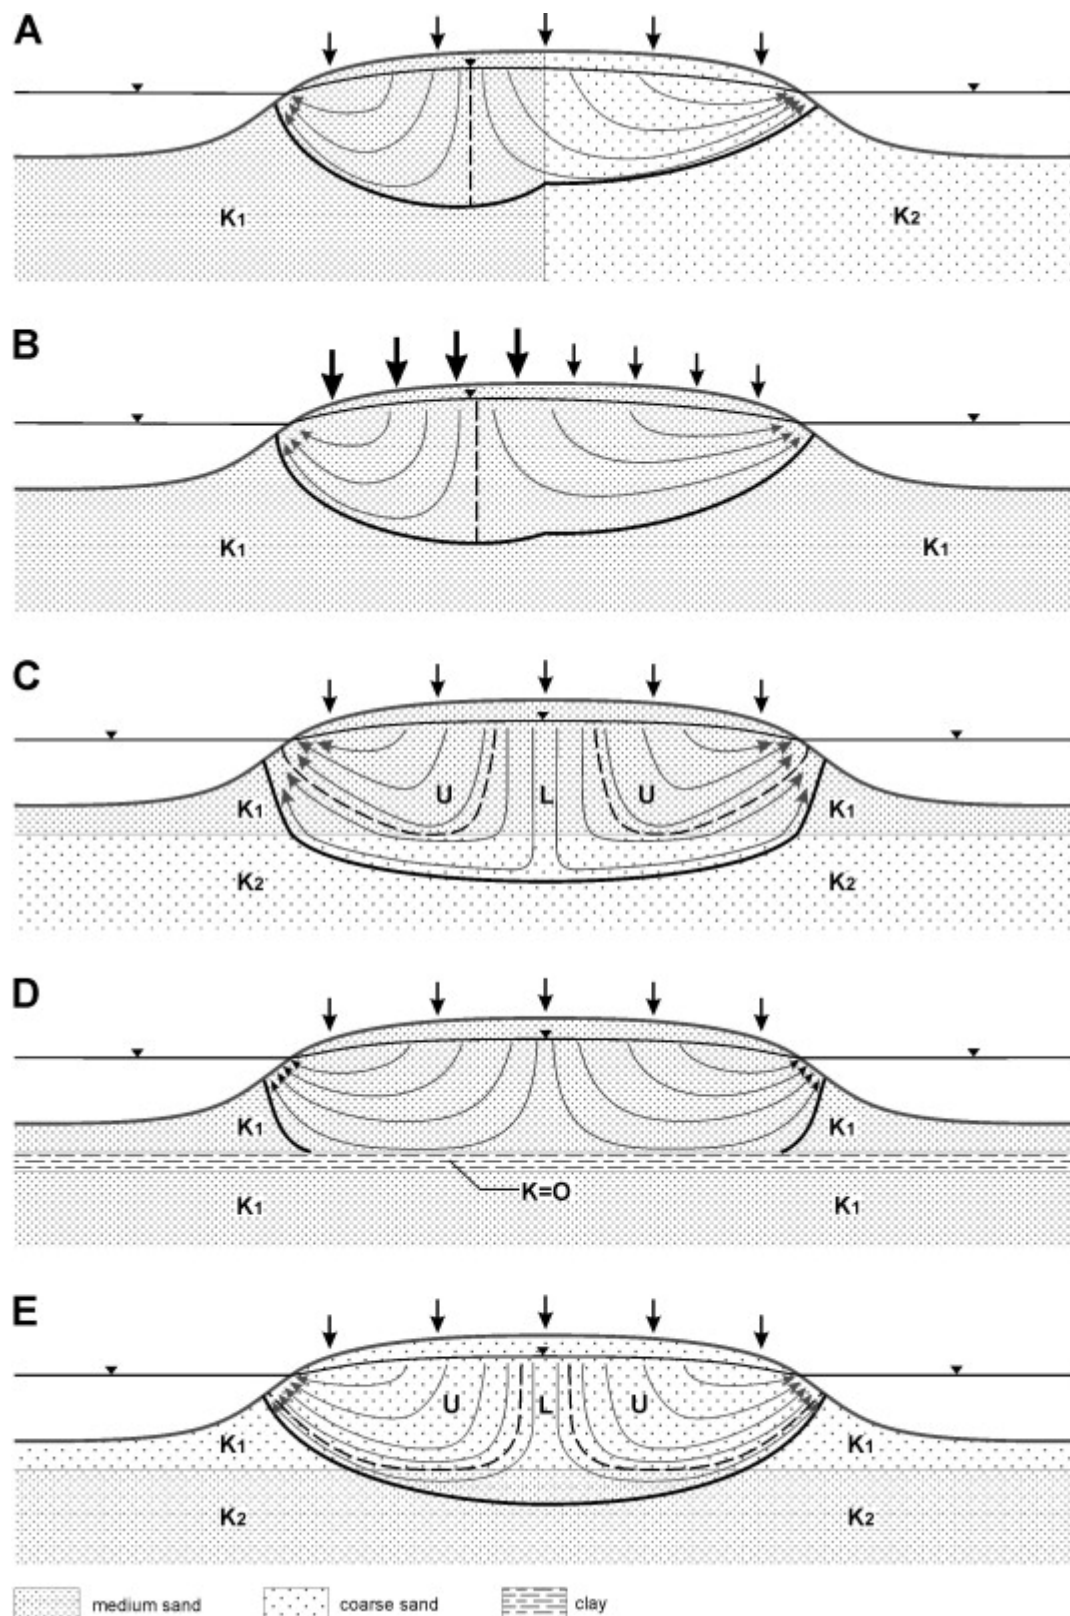 A
K1
K2
B
K1
K1
C
U L U
K1 K1
K2 K2
D
K1 K1
K=O
K1 K1
E
U L U
K1 K1
K2 K2
medium sand coarse sand clay